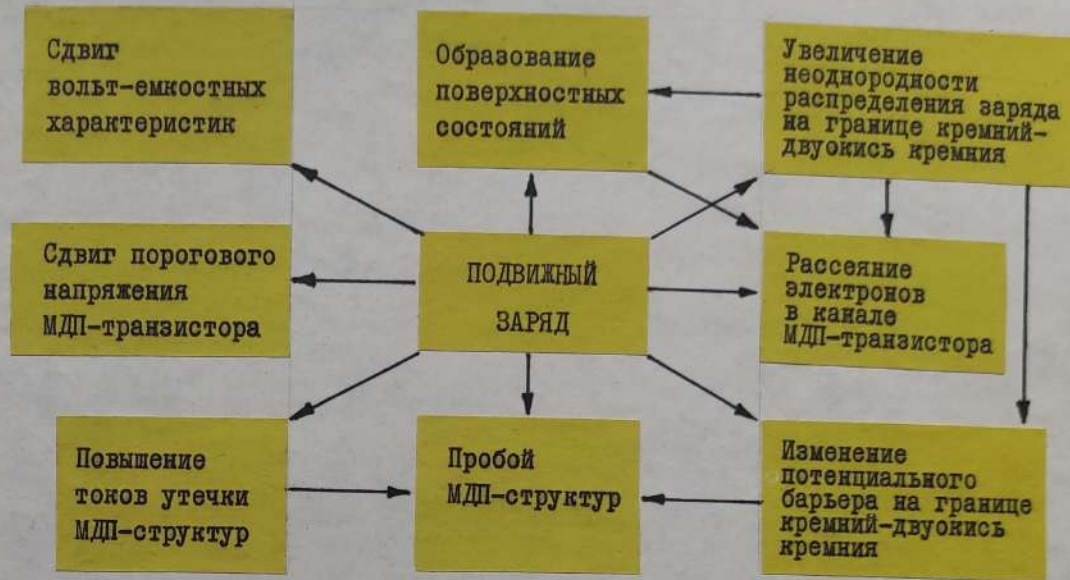 Сдвиг
вольт-емкостных
характеристик
Образование
поверхностных
состояний
Увеличение
неоднородности
распределения заряда
на границе кремний-
двуокись кремния
Сдвиг порогового
напряжения
МДП-транзистора
ПОДВИЖНЫЙ
ЗАРЯД
Рассеяние
электронов
в канале
МДП-транзистора
Повышение
токов утечки
МДП-структур
Пробой
МДП-структур
Изменение
потенциального
барьера на границе
кремний-двуокись
кремния